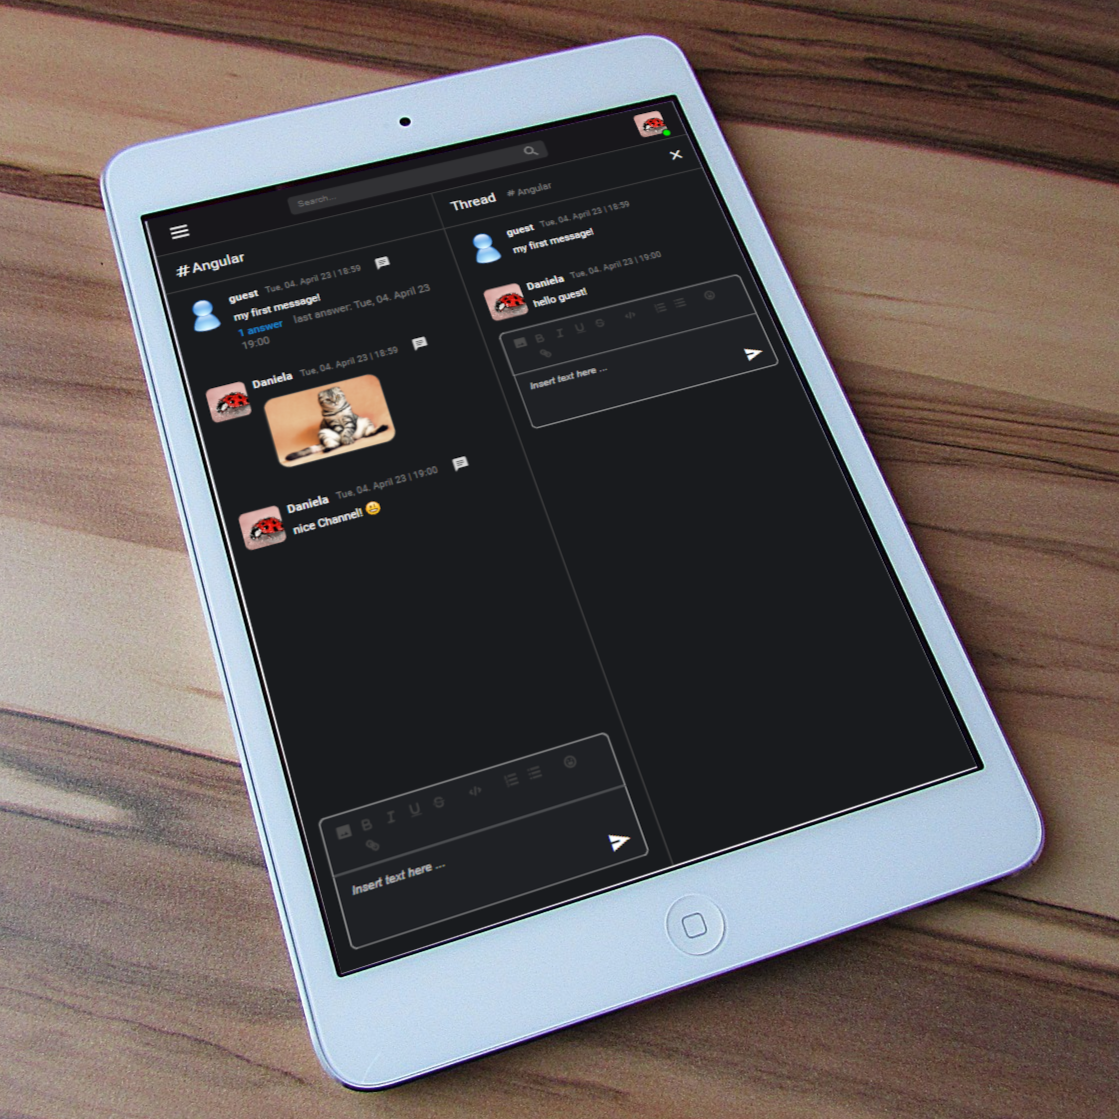 Search...
#Angular
guest Tue, 04. April 23 | 18:59
my first message!
1 answer last answer: Tue, 04. April 23
19:00
Daniela Tue, 04. April 23 | 18:59
Daniela Tue, 04. April 23 | 19:00
nice Channel! 😀
B I U S </>
Insert text here ...
Thread # Angular
guest Tue, 04. April 23 | 18:59
my first message!
Daniela Tue, 04. April 23 | 19:00
hello guest!
B I U S </>
Insert text here ...